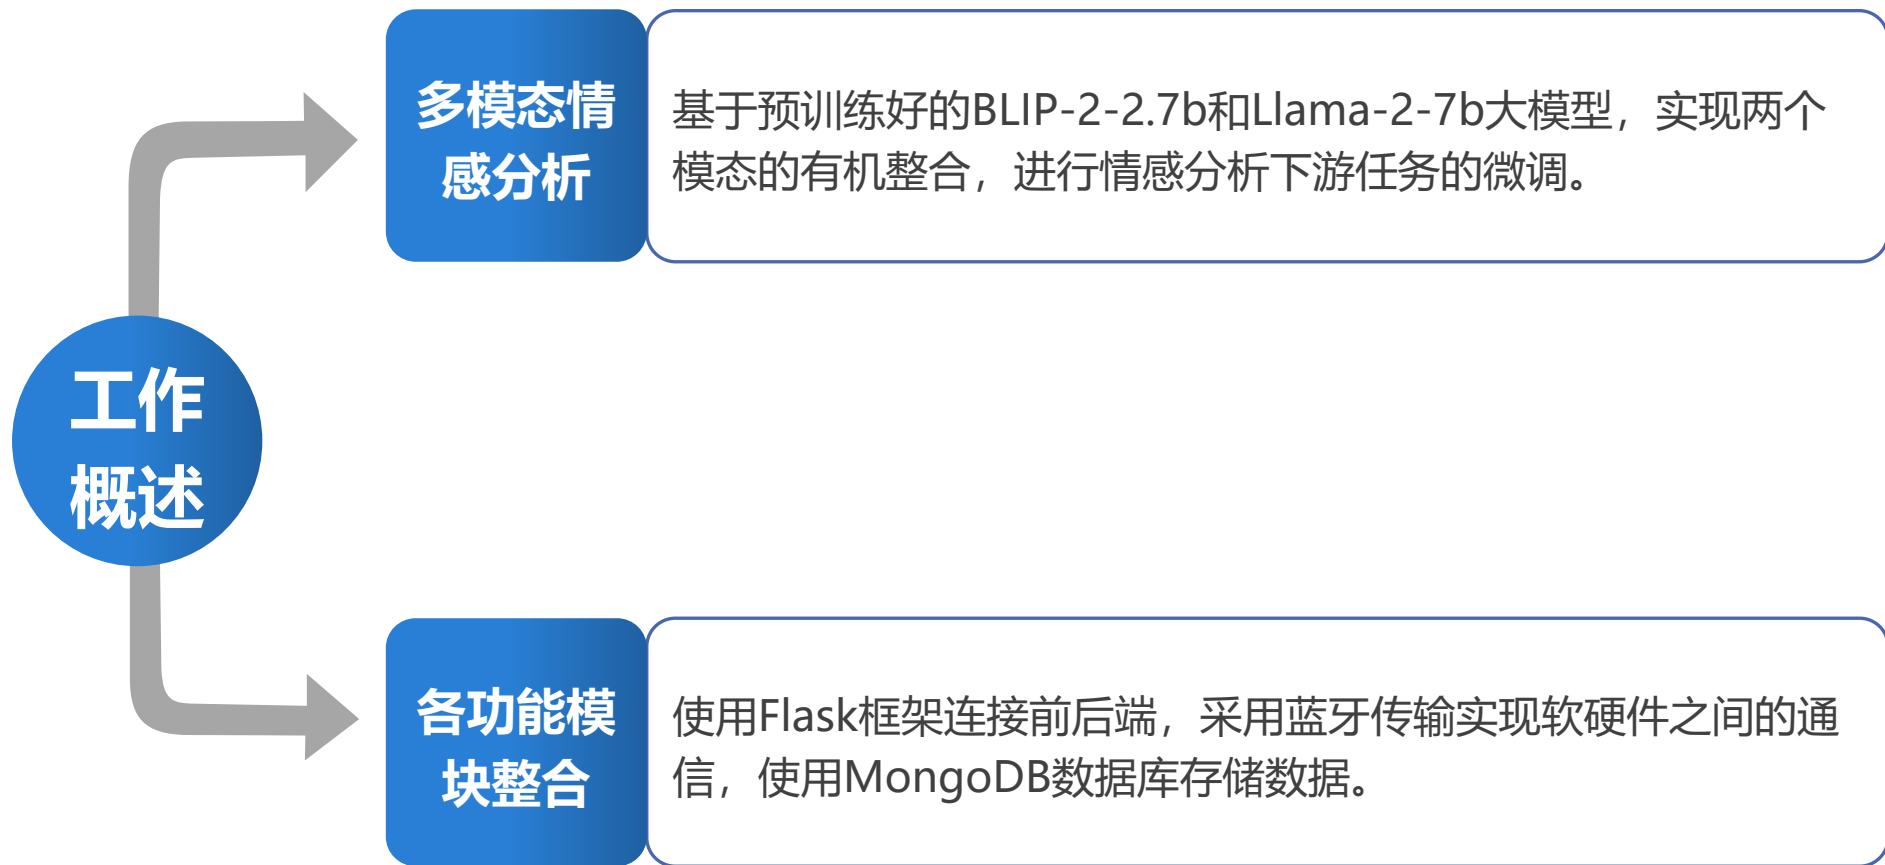 多模态情
感分析
基于预训练好的BLIP-2-2.7b和Llama-2-7b大模型，实现两个
模态的有机整合，进行情感分析下游任务的微调。
工作
概述
各功能模
块整合
使用Flask框架连接前后端，采用蓝牙传输实现软硬件之间的通
信，使用MongoDB数据库存储数据。